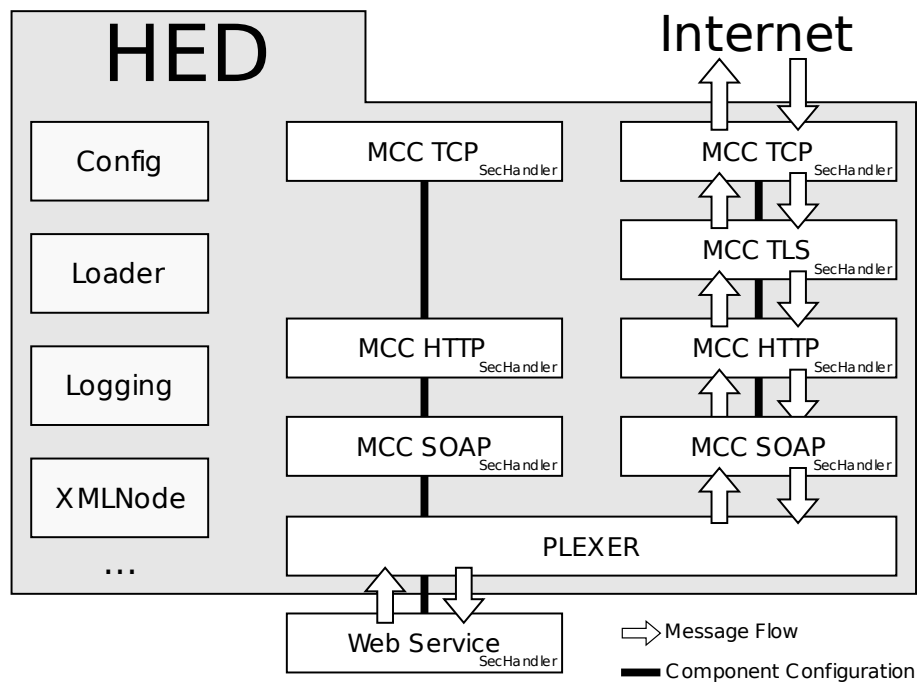 HED
Internet
Config
Loader
Logging
XMLNode
...
MCC TCP
SecHandler
MCC HTTP
SecHandler
MCC SOAP
SecHandler
MCC TCP
SecHandler
MCC TLS
SecHandler
MCC HTTP
SecHandler
MCC SOAP
SecHandler
PLEXER
Web Service
SecHandler
Message Flow
Component Configuration